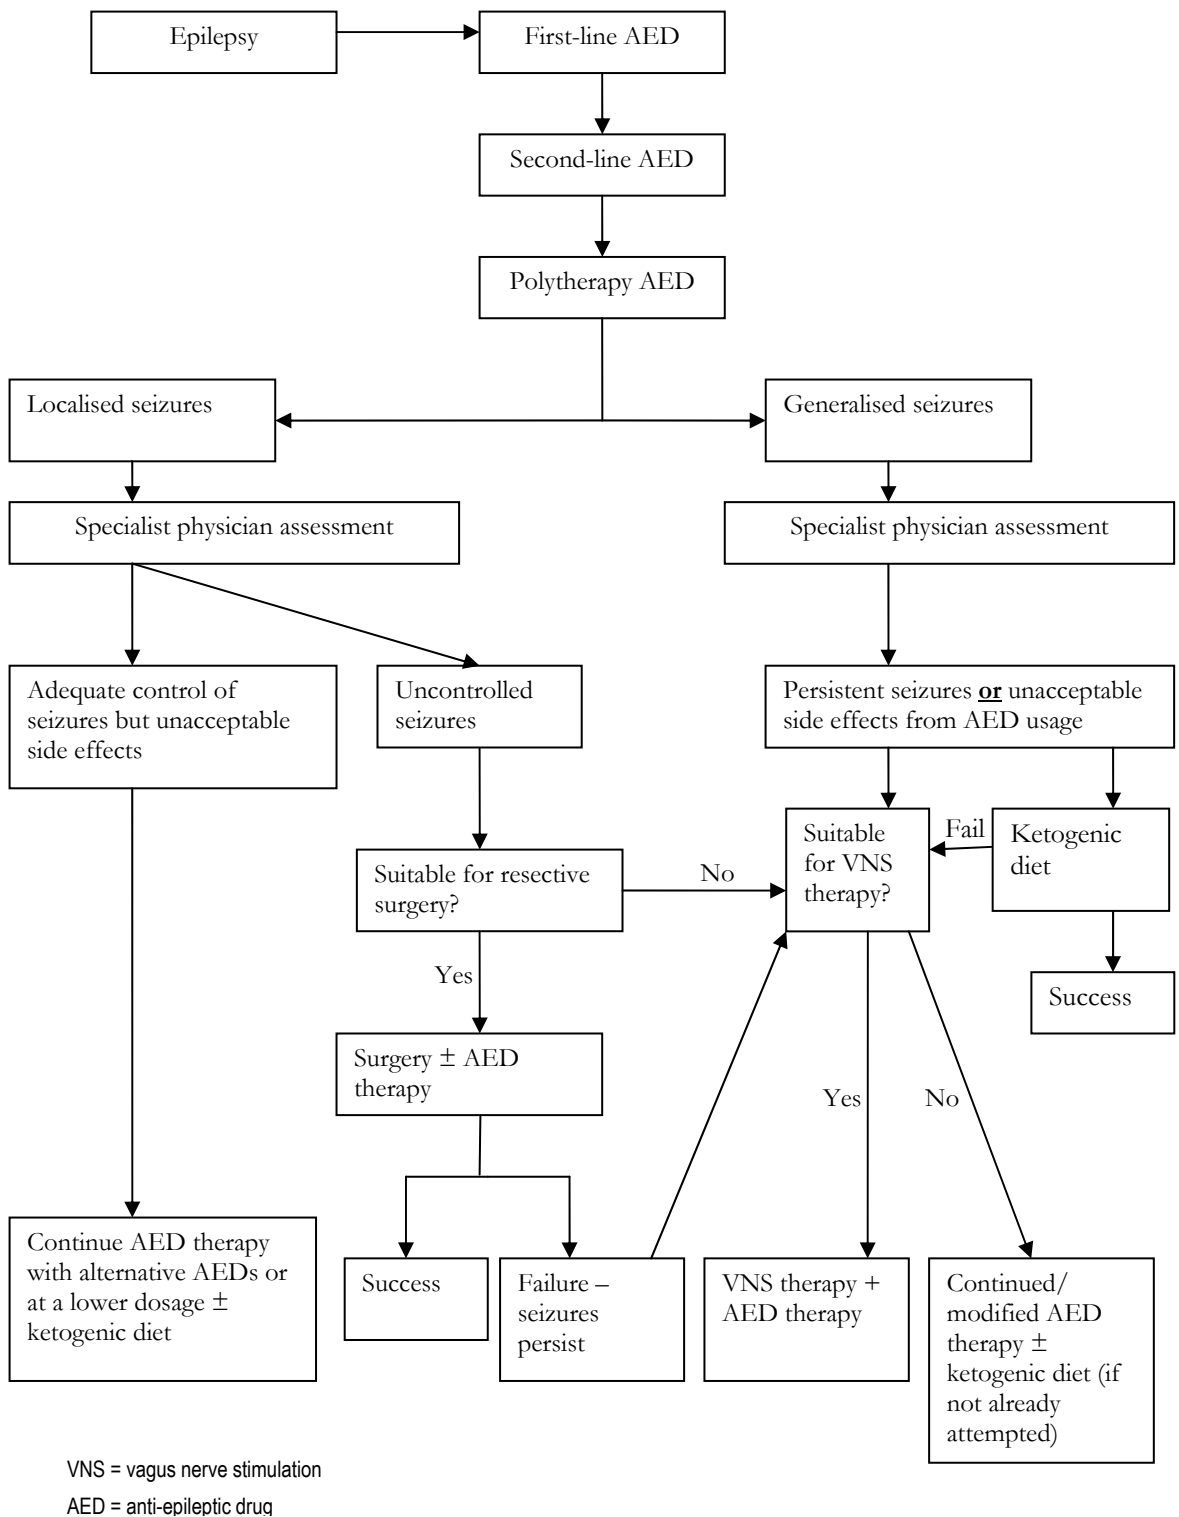 Epilepsy
First-line AED
Second-line AED
Polytherapy AED
Localised seizures
Generalised seizures
Specialist physician assessment
Specialist physician assessment
Adequate control of
seizures but unacceptable
side effects
Uncontrolled
seizures
Persistent seizures or unacceptable
side effects from AED usage
Suitable
for VNS
therapy?
Fail
Ketogenic
diet
Suitable for resective
surgery?
No
Yes
Success
Surgery ± AED
therapy
Yes
No
Continue AED therapy
with alternative AEDs or
at a lower dosage ±
ketogenic diet
Success
Failure –
seizures
persist
VNS therapy +
AED therapy
Continued/
modified AED
therapy ±
ketogenic diet (if
not already
attempted)
VNS = vagus nerve stimulation
AED = anti-epileptic drug